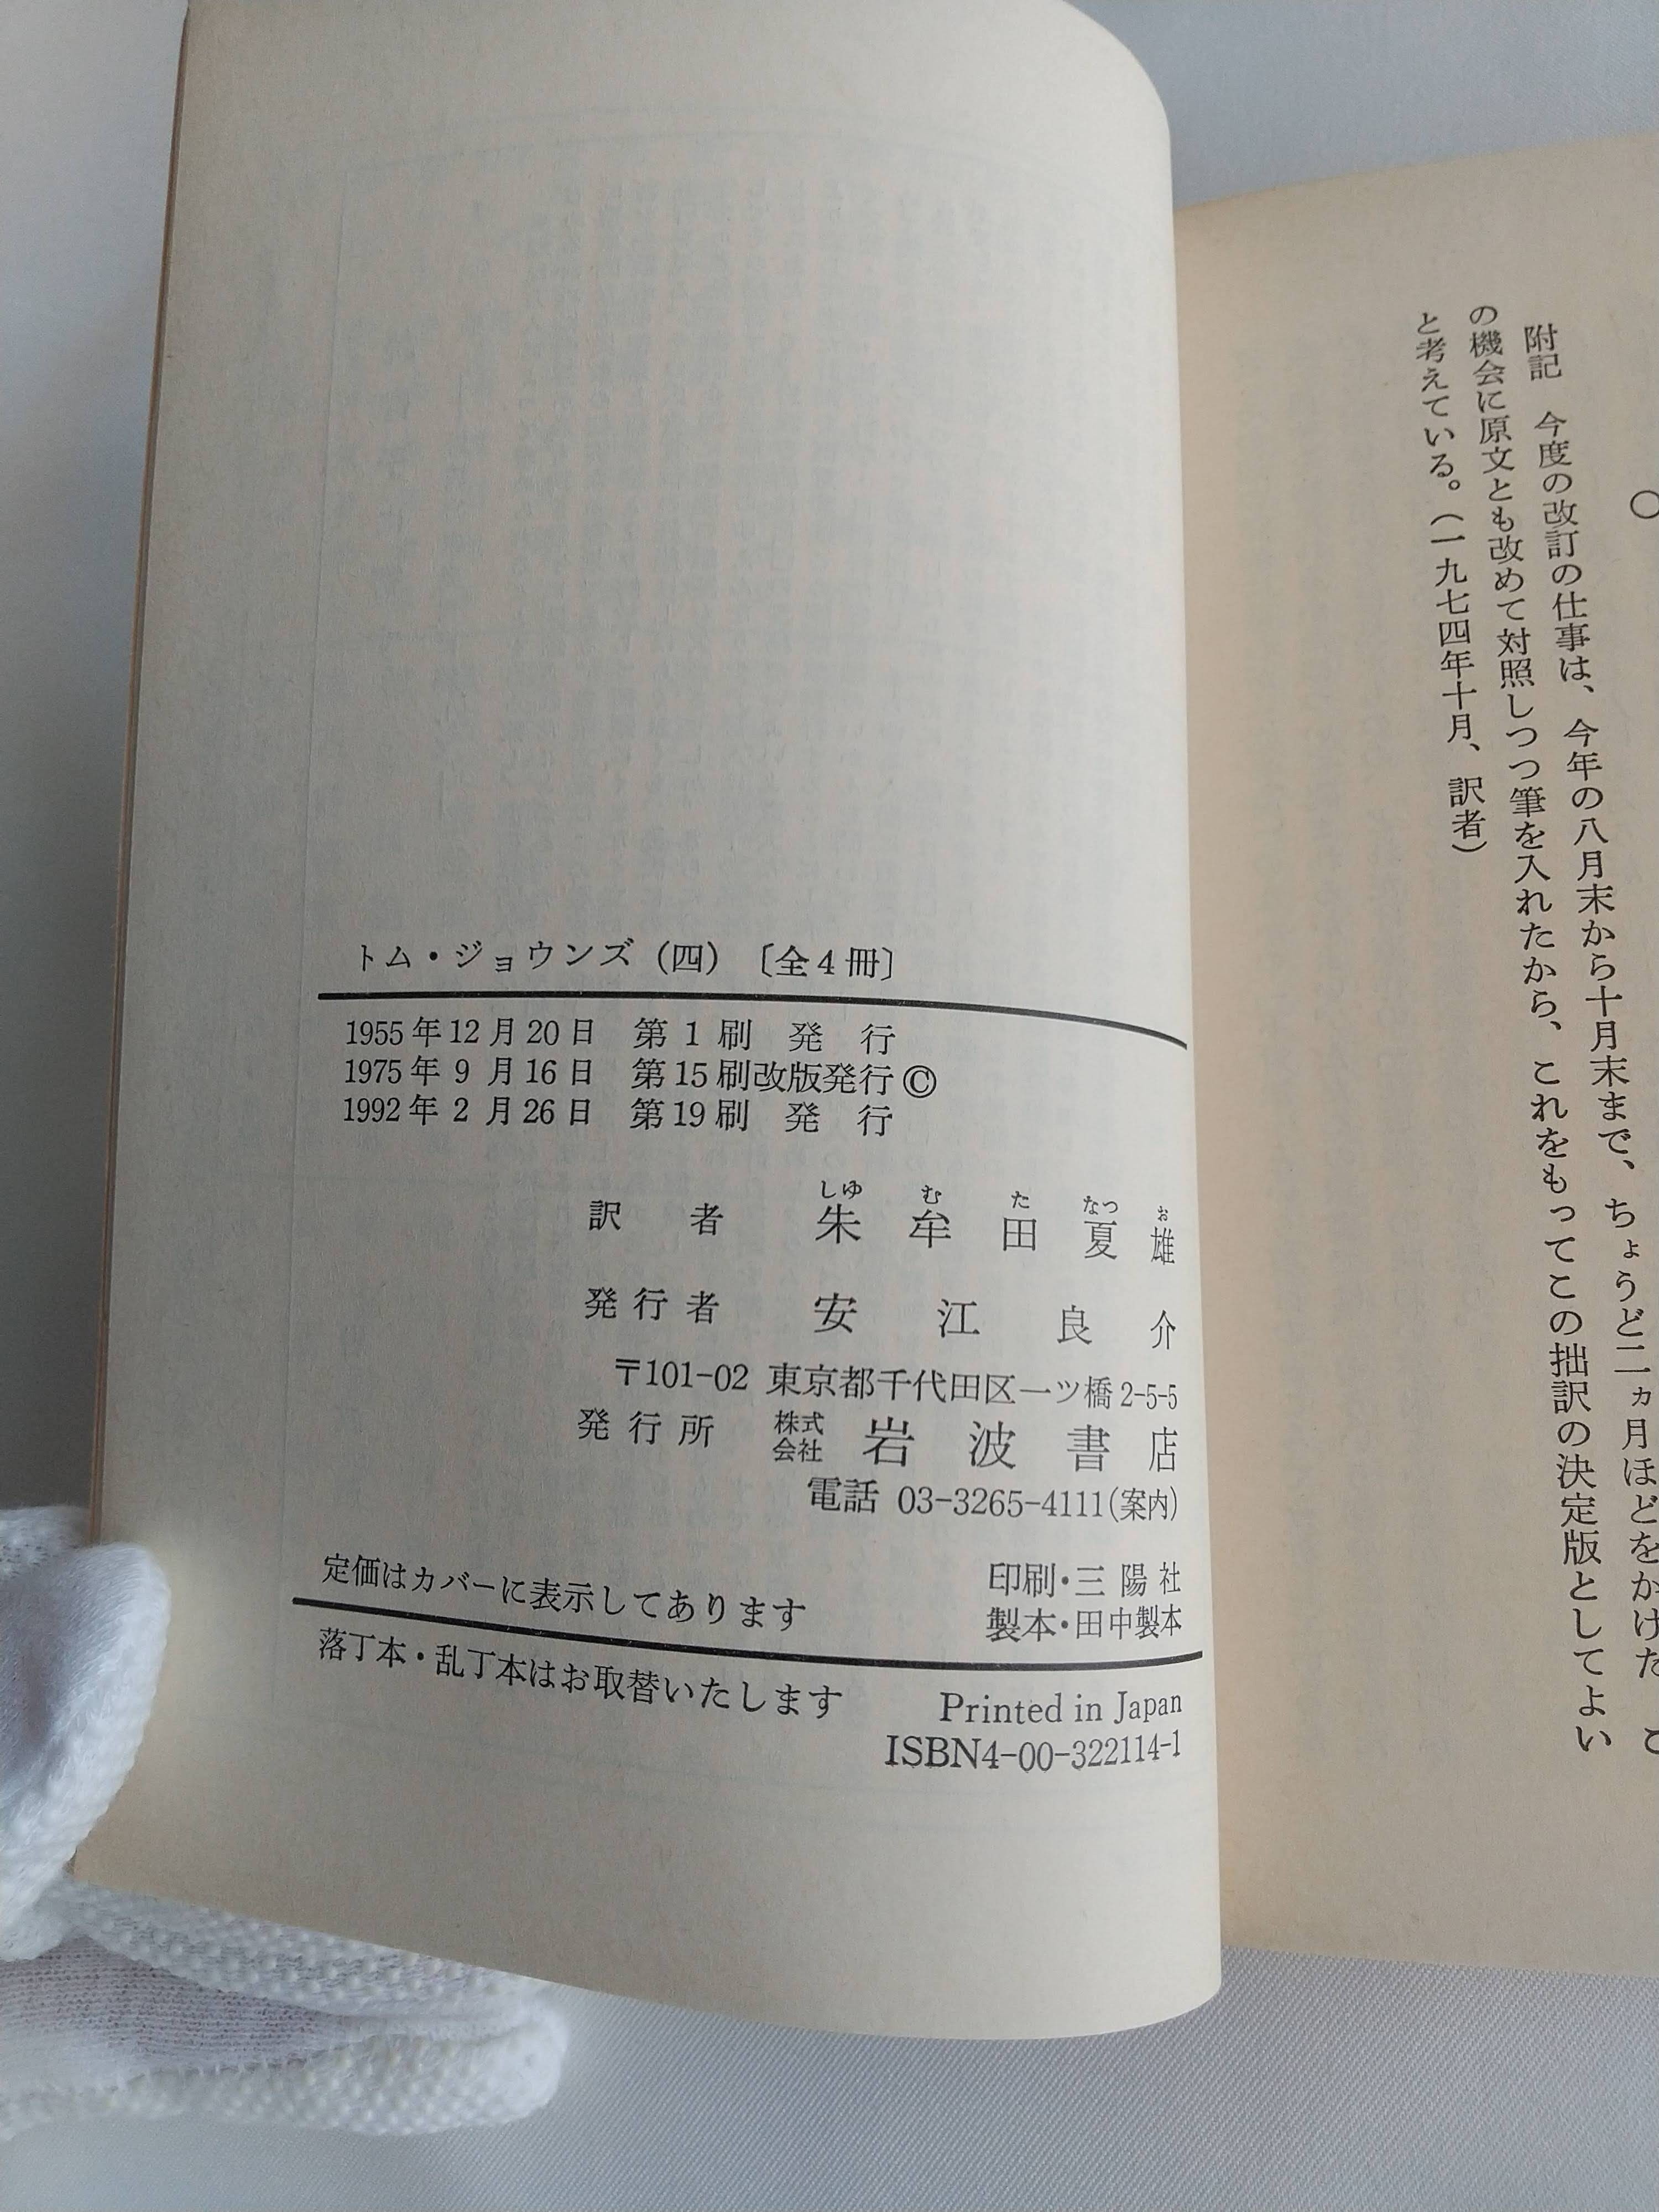 〇
附記　今度の改訂の仕事は、今年の八月末から十月末まで、ちょうど二ヵ月ほどをかけた　こ
の機会に原文とも改めて対照しつつ筆を入れたから、これをもってこの拙訳の決定版としてよい
と考えている。（一九七四年十月、訳者）
トム・ジョウンズ（四）〔全4冊〕
1955年12月20日　第1刷発行
1975年9月16日　第15刷改版発行©
1992年2月26日　第19刷発行
しゆ　む　た　なつ　お
訳者　朱牟田夏雄
発行者　安江良介
〒101-02 東京都千代田区一ツ橋2-5-5
発行所　株式会社　岩波書店
電話 03-3265-4111(案内)
印刷・三陽社
定価はカバーに表示してあります　製本・田中製本
落丁本・乱丁本はお取替いたします　Printed in Japan
ISBN4-00-322114-1